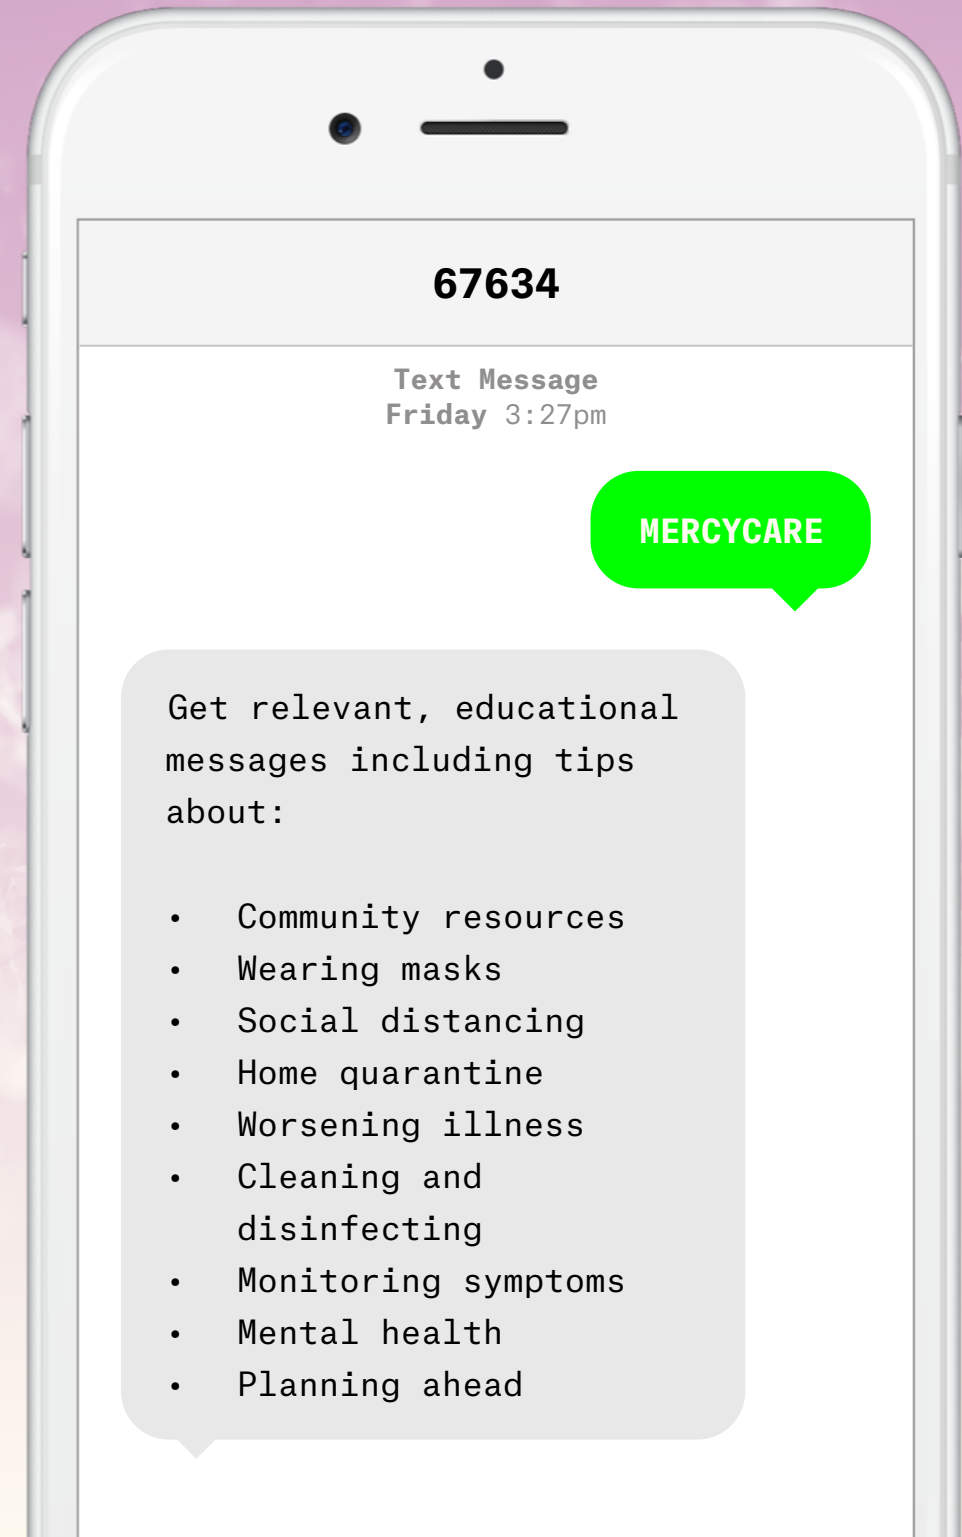 67634
Text Message
Friday 3:27pm
MERCYCARE
Get relevant, educational
messages including tips
about:
• Community resources
• Wearing masks
• Social distancing
• Home quarantine
• Worsening illness
• Cleaning and
disinfecting
• Monitoring symptoms
• Mental health
• Planning ahead